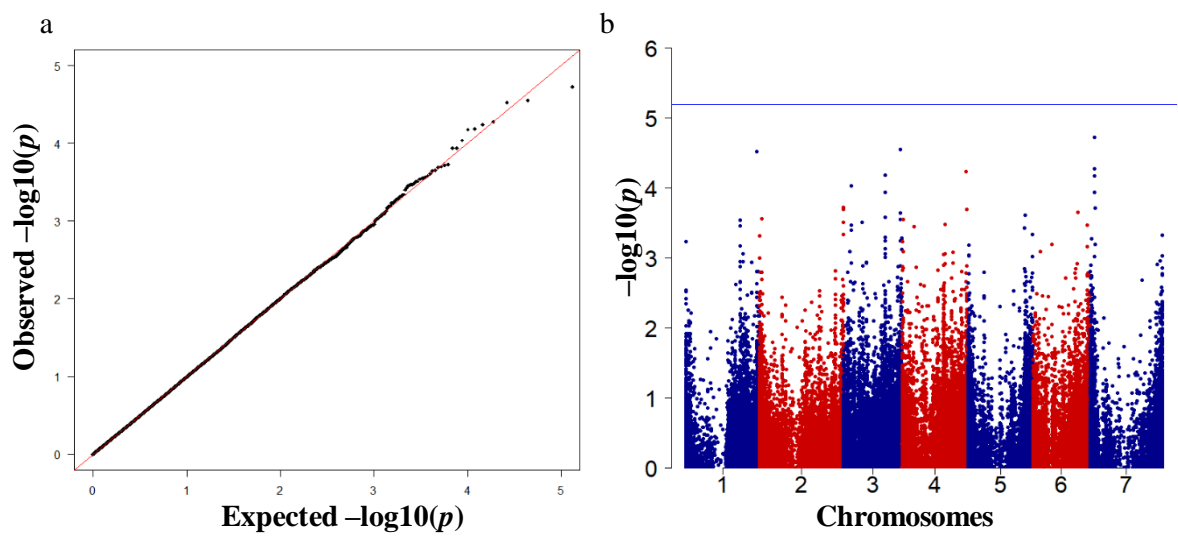 a
5
4
3
2
1
0
Observed –log10(p)
0 1 2 3 4 5
Expected –log10(p)
b
6
5
4
3
2
1
0
–log10(p)
1 2 3 4 5 6 7
Chromosomes